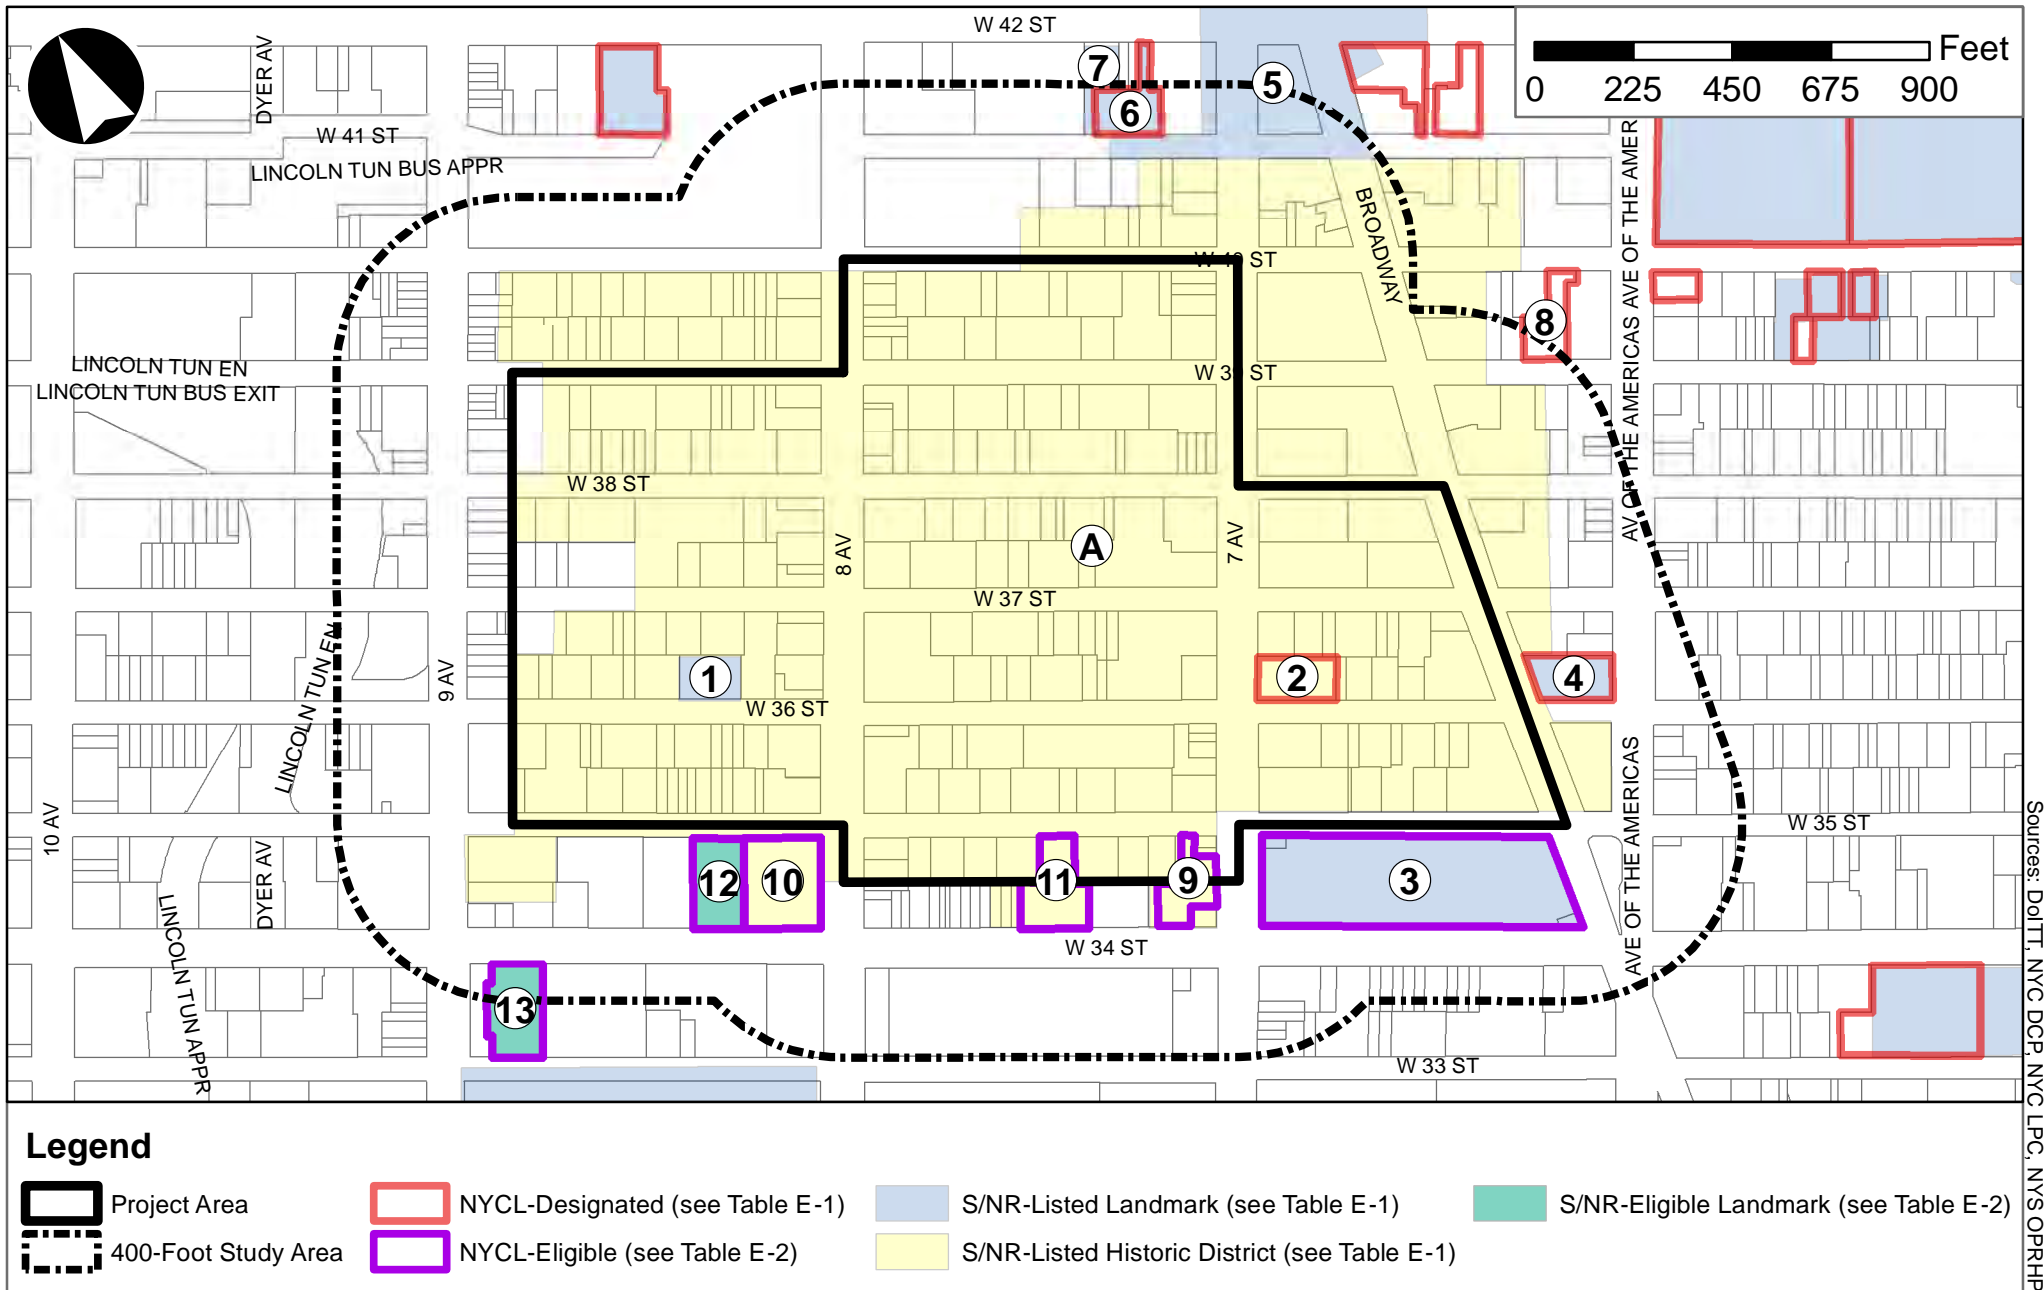 W 42 ST
Feet
0 225 450 675 900
DYER AV
7
5
6
W 41 ST
LINCOLN TUN BUS APPR
BROADWAY
AV OF THE AMERICAS AVE OF THE AMER
W 40 ST
8
LINCOLN TUN EN
LINCOLN TUN BUS EXIT
W 39 ST
W 38 ST
8 AV
A
7 AV
W 37 ST
LINCOLN TUN EN
9 AV
1
2
4
W 36 ST
AVE OF THE AMERICAS
10 AV
W 35 ST
DYER AV
12
10
11
9
3
LINCOLN TUN APPR
W 34 ST
13
W 33 ST
Sources: DoITT, NYC DCP, NYC LPC, NYS OPRHP
Legend
Project Area
NYCL-Designated (see Table E-1)
S/NR-Listed Landmark (see Table E-1)
S/NR-Eligible Landmark (see Table E-2)
400-Foot Study Area
NYCL-Eligible (see Table E-2)
S/NR-Listed Historic District (see Table E-1)